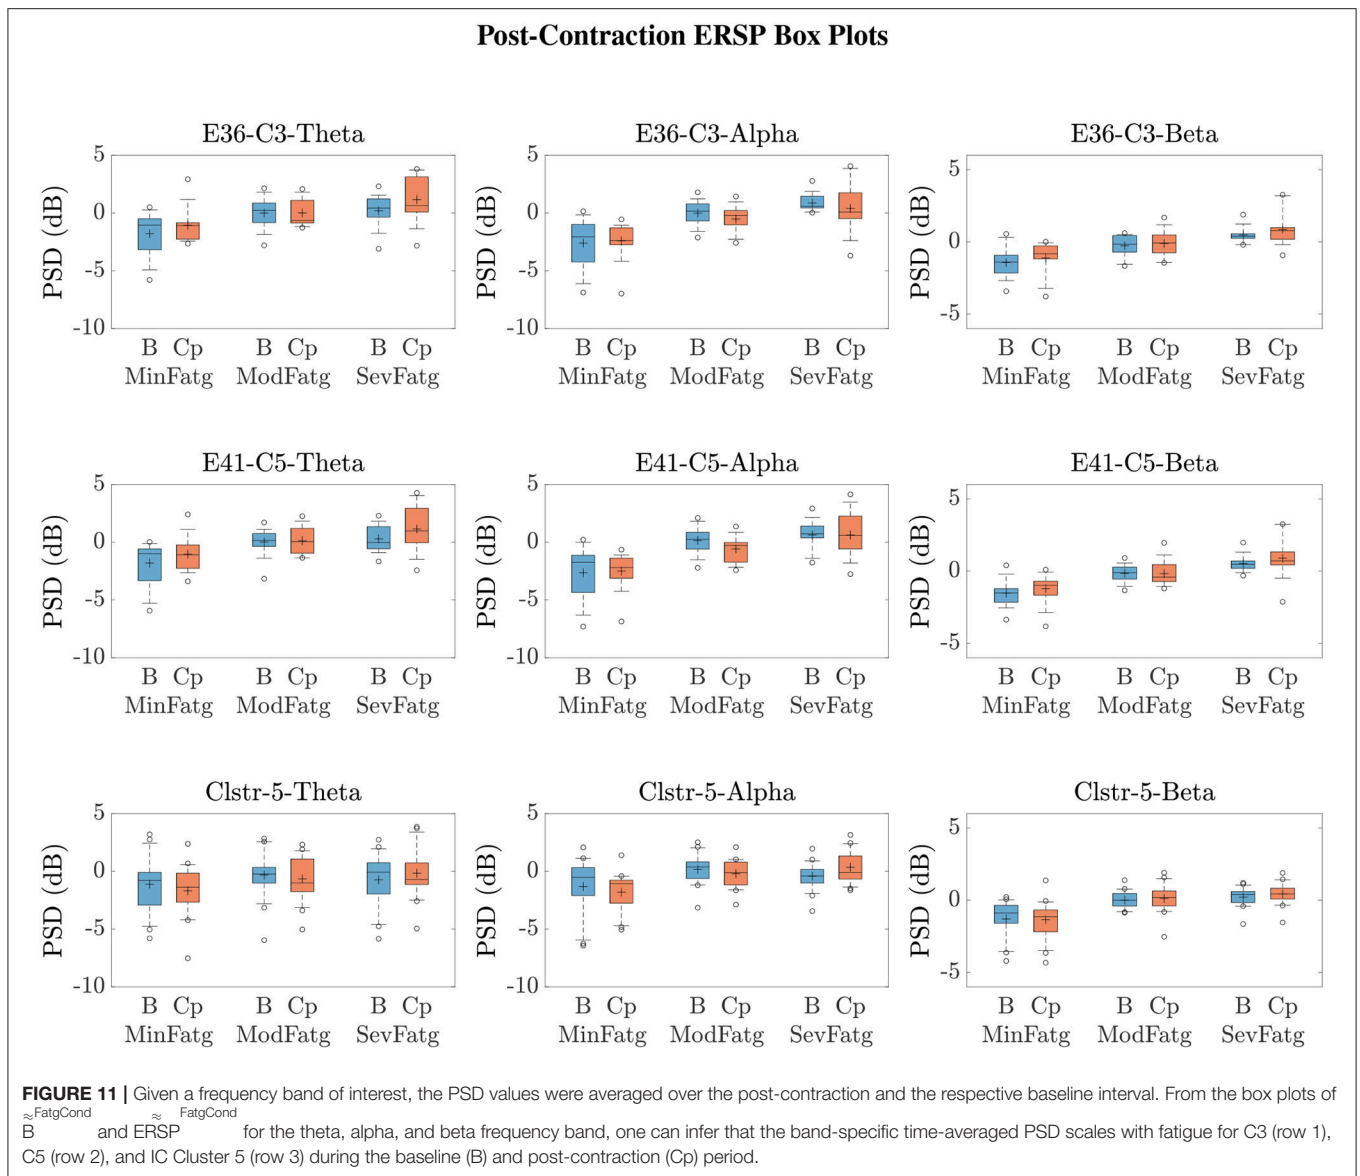 Post-Contraction ERSP Box Plots
E36-C3-Theta
5
0
-5
-10
PSD (dB)
B Cp B Cp B Cp
MinFatg ModFatg SevFatg
E36-C3-Alpha
5
0
-5
-10
PSD (dB)
B Cp B Cp B Cp
MinFatg ModFatg SevFatg
E36-C3-Beta
5
0
-5
PSD (dB)
B Cp B Cp B Cp
MinFatg ModFatg SevFatg
E41-C5-Theta
5
0
-5
-10
PSD (dB)
B Cp B Cp B Cp
MinFatg ModFatg SevFatg
E41-C5-Alpha
5
0
-5
-10
PSD (dB)
B Cp B Cp B Cp
MinFatg ModFatg SevFatg
E41-C5-Beta
5
0
-5
PSD (dB)
B Cp B Cp B Cp
MinFatg ModFatg SevFatg
Clstr-5-Theta
5
0
-5
-10
PSD (dB)
B Cp B Cp B Cp
MinFatg ModFatg SevFatg
Clstr-5-Alpha
5
0
-5
-10
PSD (dB)
B Cp B Cp B Cp
MinFatg ModFatg SevFatg
Clstr-5-Beta
5
0
-5
PSD (dB)
B Cp B Cp B Cp
MinFatg ModFatg SevFatg
FIGURE 11 | Given a frequency band of interest, the PSD values were averaged over the post-contraction and the respective baseline interval. From the box plots of
≈FatgCond ≈ FatgCond
B and ERSP for the theta, alpha, and beta frequency band, one can infer that the band-specific time-averaged PSD scales with fatigue for C3 (row 1),
C5 (row 2), and IC Cluster 5 (row 3) during the baseline (B) and post-contraction (Cp) period.